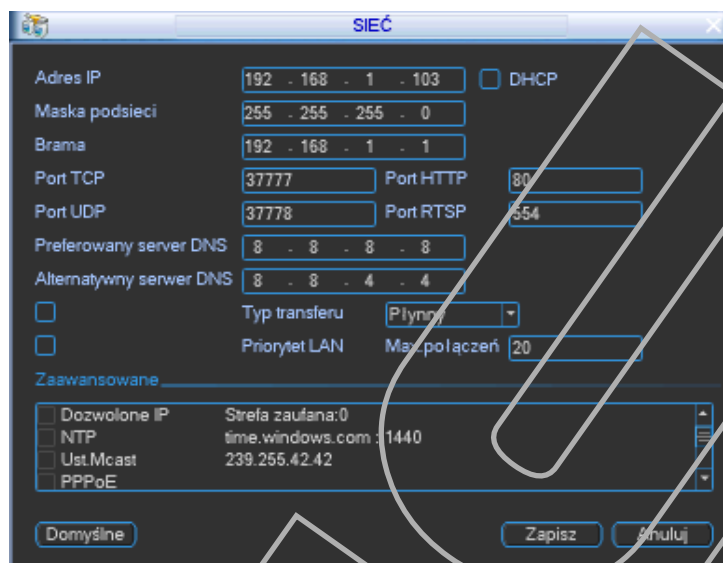 SIEĆ
Adres IP 192 . 168 . 1 . 103 DHCP
Maska podsieci 255 . 255 . 255 . 0
Brama 192 . 168 . 1 . 1
Port TCP 37777 Port HTTP 80
Port UDP 37778 Port RTSP 554
Preferowany server DNS 8 . 8 . 8 . 8
Alternatywny serwer DNS 8 . 8 . 4 . 4
Typ transferu Płynny
Priorytet LAN Max.połączeń 20
Zaawansowane
Dozwolone IP Strefa zaufana:0
NTP time.windows.com : 1440
Ust.Mcast 239.255.42.42
PPPoE
Domyślne Zapisz Anuluj